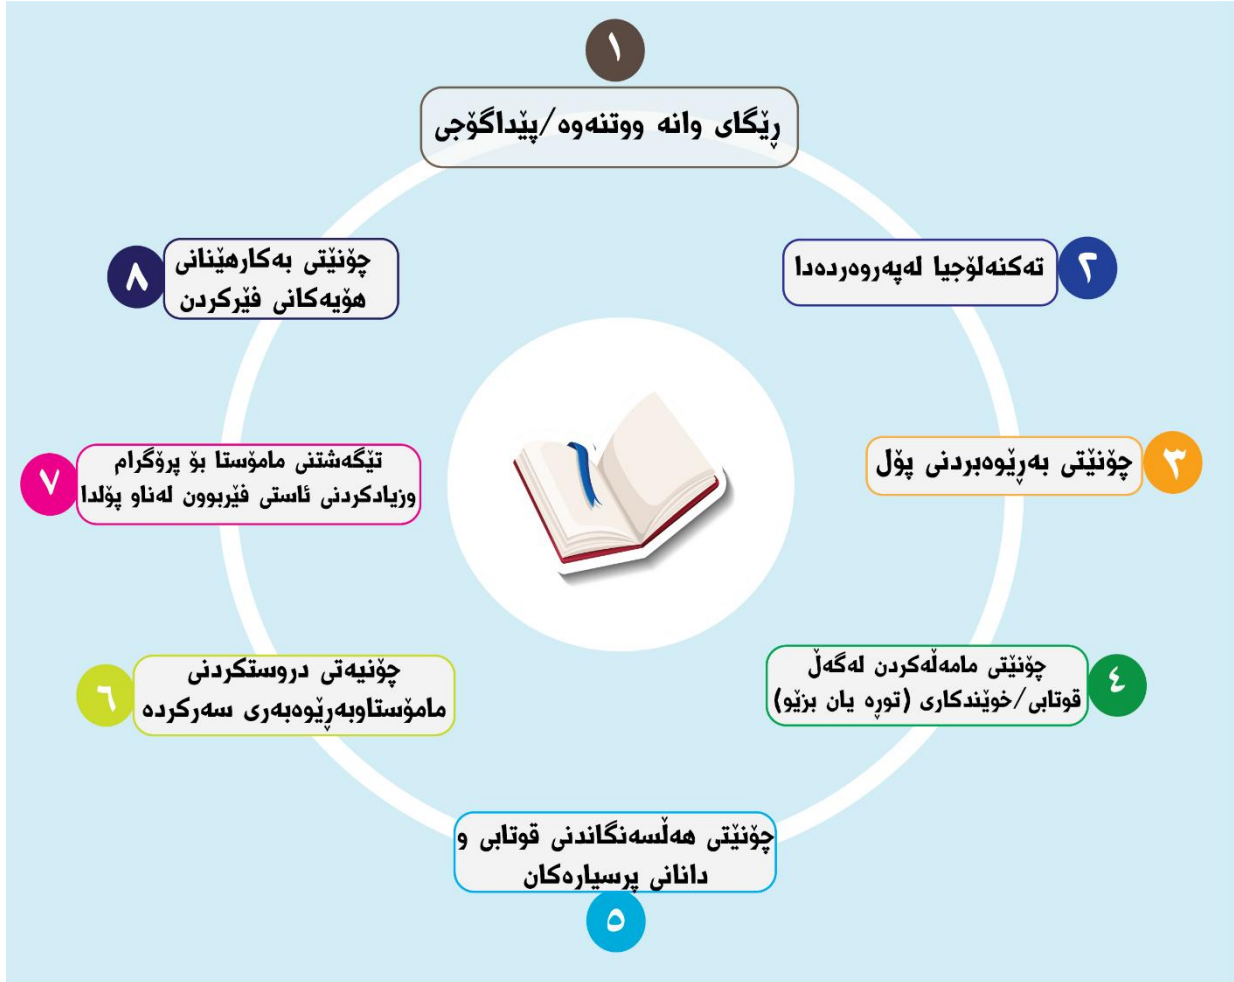 ١
ڕێگای وانه ووتنەوە/پێداگۆجی
٢
تەکنەلۆجیا لەپەروەردەدا
٣
چۆنێتی بەڕێوەبردنی پۆل
٤
چۆنێتی مامەڵەکردن لەگەڵ
قوتابی/خوێندکاری (تورە یان بزێو)
چۆنێتی هەڵسەنگاندنی قوتابی و
دانانی پرسیارەکان
٥
٦
چۆنیەتی دروستکردنی
مامۆستاوبەڕێوەبەری سەرکردە
٧
تێگەشتنی مامۆستا بۆ پرۆگرام
وزیادکردنی ئاستی فێربوون لەناو پۆلدا
٨
چۆنێتی بەکارهێنانی
هۆیەکانی فێرکردن